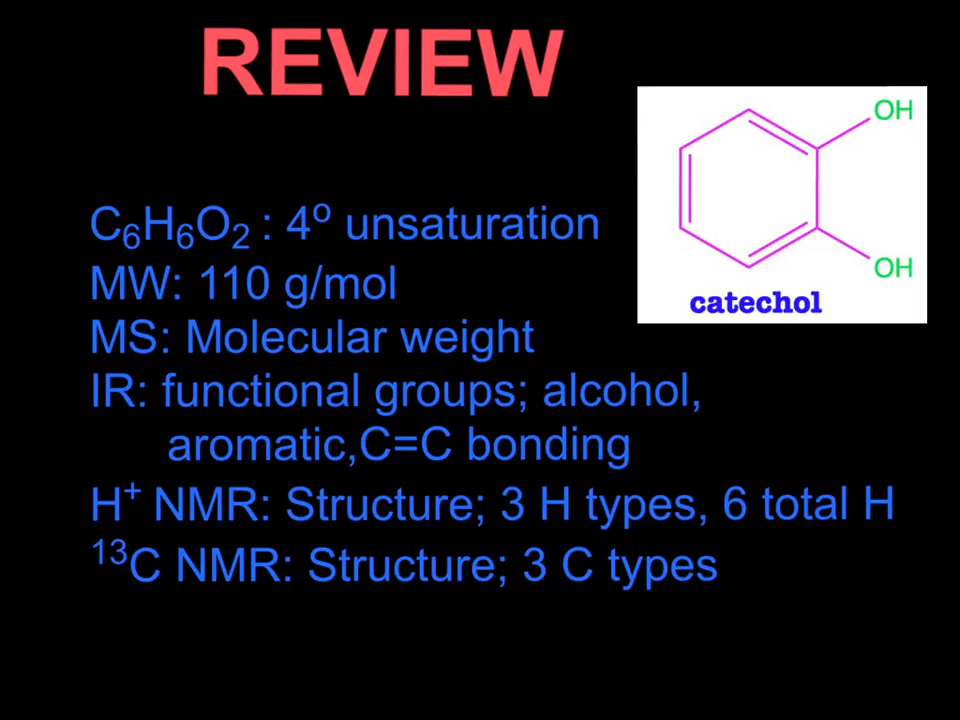 REVIEW
OH
OH
catechol
C₆H₆O₂ : 4º unsaturation
MW: 110 g/mol
MS: Molecular weight
IR: functional groups; alcohol,
aromatic,C=C bonding
H⁺ NMR: Structure; 3 H types, 6 total H
¹³C NMR: Structure; 3 C types